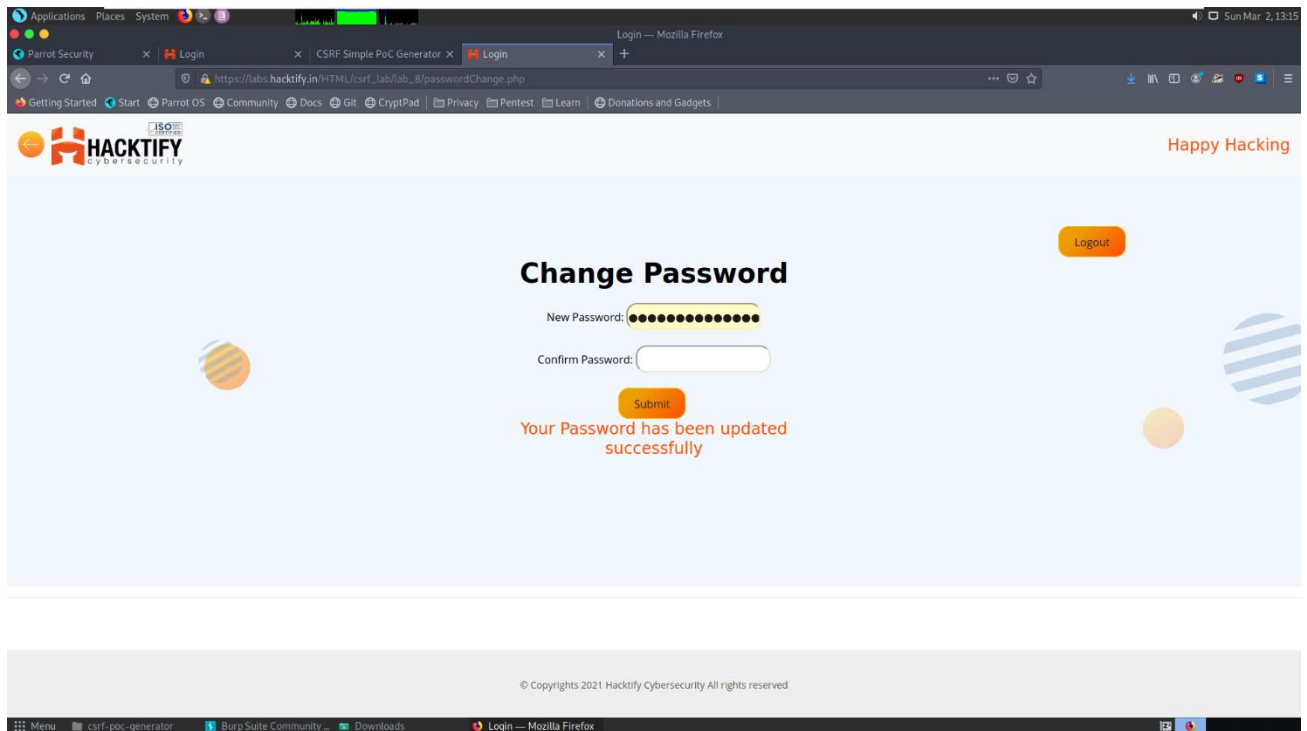 Applications Places System
Sun Mar 2, 13:15
Login — Mozilla Firefox
Parrot Security
Login
CSRF Simple PoC Generator
Login
https://labs.hacktify.in/HTML/csrf_lab/lab_8/passwordChange.php
Getting Started Start Parrot OS Community Docs Git CryptPad Privacy Pentest Learn Donations and Gadgets
ISO
CERTIFIED
HACKTIFY
cybersecurity
Happy Hacking
Logout
Change Password
New Password:
Confirm Password:
Submit
Your Password has been updated
successfully
© Copyrights 2021 Hacktify Cybersecurity All rights reserved
Menu csrf-poc-generator Burp Suite Community ... Downloads Login — Mozilla Firefox